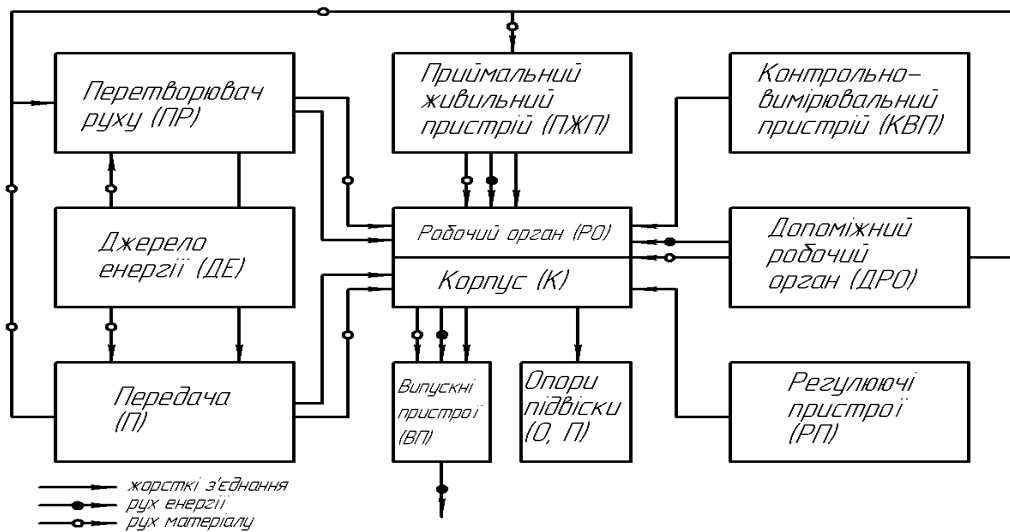 Перетворювач
руху (ПР)
Приймальний
живильний
пристрій (ПЖП)
Контрольно-
вимірювальний
пристрій (КВП)
Джерело
енергії (ДЕ)
Робочий орган (РО)
Корпус (К)
Допоміжний
робочий
орган (ДРО)
Передача
(П)
Випускні
пристрої
(ВП)
Опори
підвіски
(О, П)
Регулюючі
пристрої
(РП)
жорсткі з'єднання
рух енергії
рух матеріалу